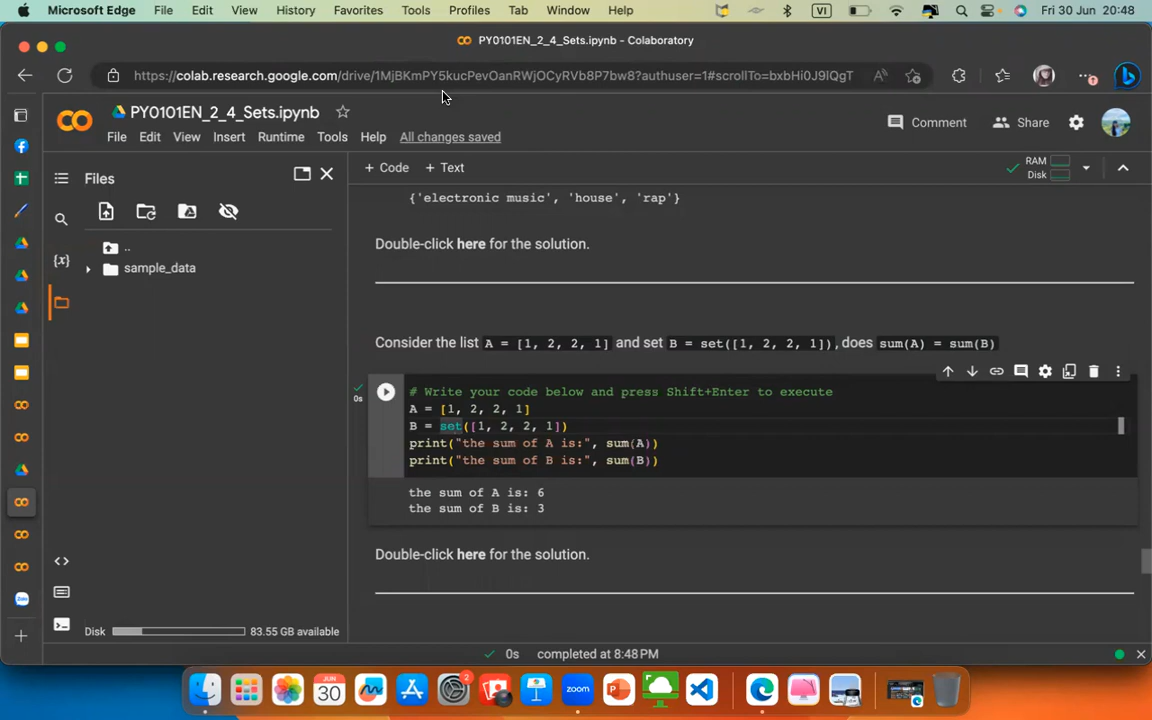 Microsoft Edge File Edit View History Favorites Tools Profiles Tab Window Help VI Fri 30 Jun 20:48
PY0101EN_2_4_Sets.ipynb - Colaboratory
https://colab.research.google.com/drive/1MjBKmPY5kucPevOanRWjOCyRVb8P7bw8?authuser=1#scrollTo=bxbHi0J9IQgT
PY0101EN_2_4_Sets.ipynb
Comment Share
File Edit View Insert Runtime Tools Help All changes saved
Files
+ Code + Text
RAM
Disk
..
sample_data
{x}
{'electronic music', 'house', 'rap'}
Double-click here for the solution.
Consider the list A = [1, 2, 2, 1] and set B = set([1, 2, 2, 1]), does sum(A) = sum(B)
0s
# Write your code below and press Shift+Enter to execute
A = [1, 2, 2, 1]
B = set([1, 2, 2, 1])
print("the sum of A is:", sum(A))
print("the sum of B is:", sum(B))
the sum of A is: 6
the sum of B is: 3
Double-click here for the solution.
Disk 83.55 GB available
0s completed at 8:48 PM
Zalo
JUN
30
2
zoom